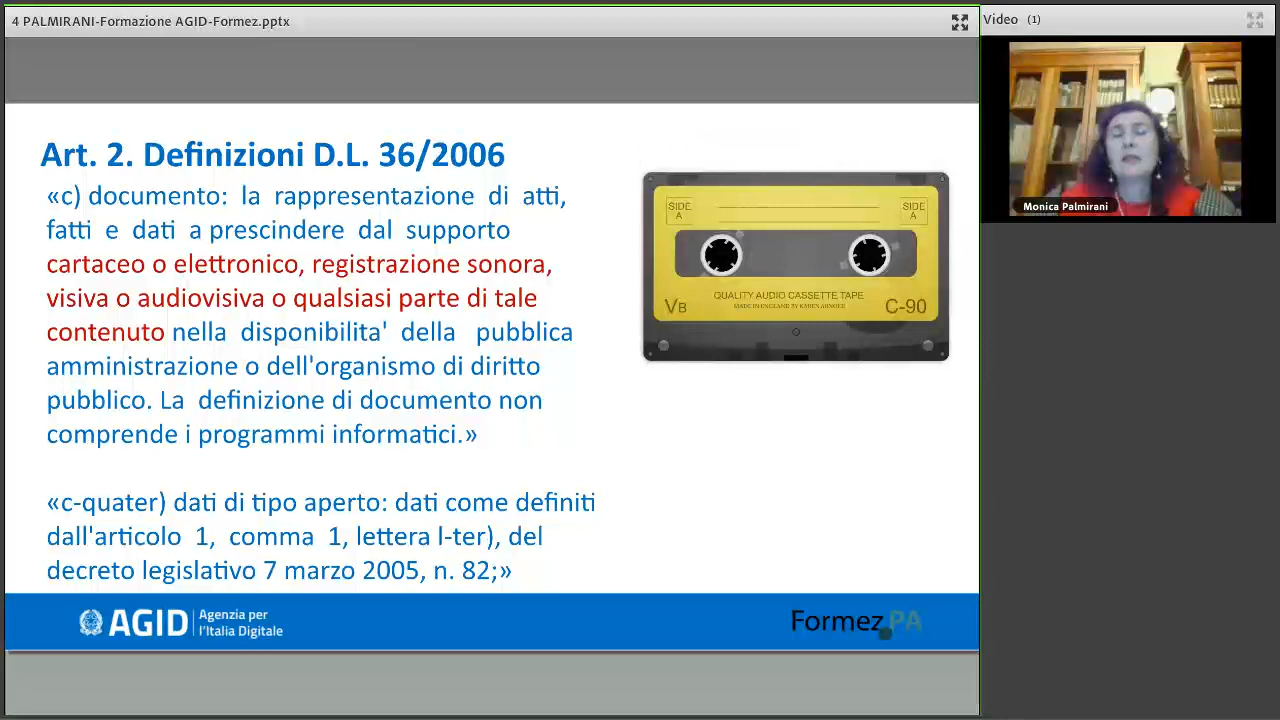 4 PALMIRANI-Formazione AGID-Formez.pptx
Video (1)
Art. 2. Definizioni D.L. 36/2006
«c) documento: la rappresentazione di atti,
fatti e dati a prescindere dal supporto
cartaceo o elettronico, registrazione sonora,
visiva o audiovisiva o qualsiasi parte di tale
contenuto nella disponibilita' della pubblica
amministrazione o dell'organismo di diritto
pubblico. La definizione di documento non
comprende i programmi informatici.»
«c-quater) dati di tipo aperto: dati come definiti
dall'articolo 1, comma 1, lettera l-ter), del
decreto legislativo 7 marzo 2005, n. 82;»
SIDE A
SIDE A
QUALITY AUDIO CASSETTE TAPE
MADE IN ENGLAND BY KAREN ARNOLD
VB
C-90
Monica Palmirani
AGID
Agenzia per
l'Italia Digitale
Formez PA